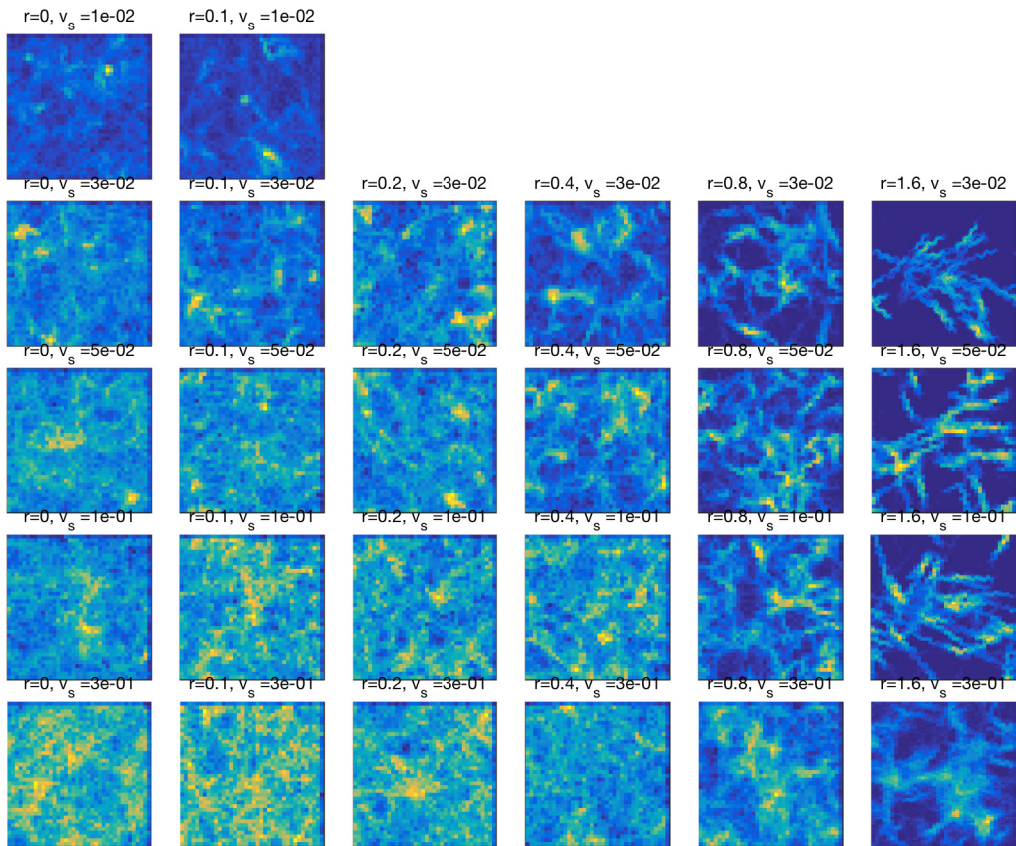 r=0, v_s =1e-02 r=0.1, v_s =1e-02
r=0, v_s =3e-02 r=0.1, v_s =3e-02 r=0.2, v_s =3e-02 r=0.4, v_s =3e-02 r=0.8, v_s =3e-02 r=1.6, v_s =3e-02
r=0, v_s =5e-02 r=0.1, v_s =5e-02 r=0.2, v_s =5e-02 r=0.4, v_s =5e-02 r=0.8, v_s =5e-02 r=1.6, v_s =5e-02
r=0, v_s =1e-01 r=0.1, v_s =1e-01 r=0.2, v_s =1e-01 r=0.4, v_s =1e-01 r=0.8, v_s =1e-01 r=1.6, v_s =1e-01
r=0, v_s =3e-01 r=0.1, v_s =3e-01 r=0.2, v_s =3e-01 r=0.4, v_s =3e-01 r=0.8, v_s =3e-01 r=1.6, v_s =3e-01